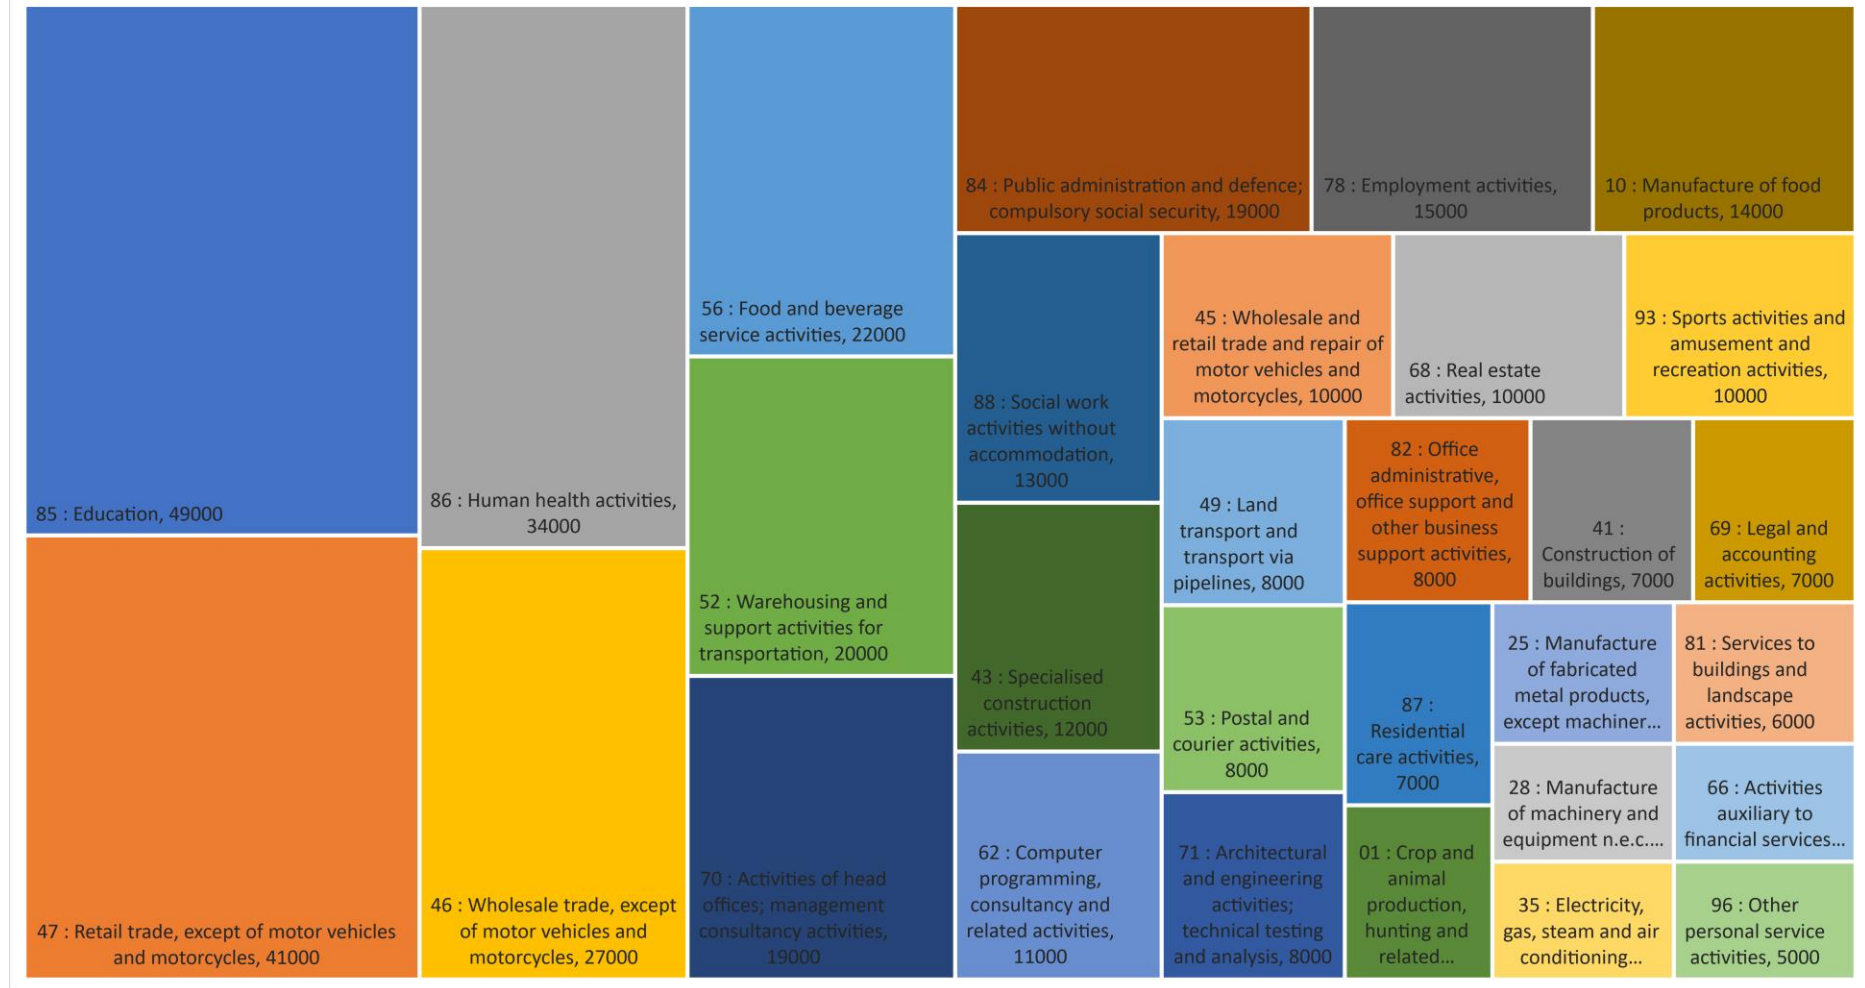 85 : Education, 49000
47 : Retail trade, except of motor vehicles
and motorcycles, 41000
86 : Human health activities,
34000
46 : Wholesale trade, except
of motor vehicles and
motorcycles, 27000
56 : Food and beverage
service activities, 22000
52 : Warehousing and
support activities for
transportation, 20000
70 : Activities of head
offices; management
consultancy activities,
19000
84 : Public administration and defence;
compulsory social security, 19000
78 : Employment activities,
15000
10 : Manufacture of food
products, 14000
88 : Social work
activities without
accommodation,
13000
43 : Specialised
construction
activities, 12000
62 : Computer
programming,
consultancy and
related activities,
11000
45 : Wholesale and
retail trade and repair of
motor vehicles and
motorcycles, 10000
68 : Real estate
activities, 10000
93 : Sports activities and
amusement and
recreation activities,
10000
49 : Land
transport and
transport via
pipelines, 8000
53 : Postal and
courier activities,
8000
71 : Architectural
and engineering
activities;
technical testing
and analysis, 8000
82 : Office
administrative,
office support and
other business
support activities,
8000
41 :
Construction of
buildings, 7000
69 : Legal and
accounting
activities, 7000
87 :
Residential
care activities,
7000
01 : Crop and
animal
production,
hunting and
related...
25 : Manufacture
of fabricated
metal products,
except machiner...
28 : Manufacture
of machinery and
equipment n.e.c....
35 : Electricity,
gas, steam and air
conditioning...
81 : Services to
buildings and
landscape
activities, 6000
66 : Activities
auxiliary to
financial services...
96 : Other
personal service
activities, 5000